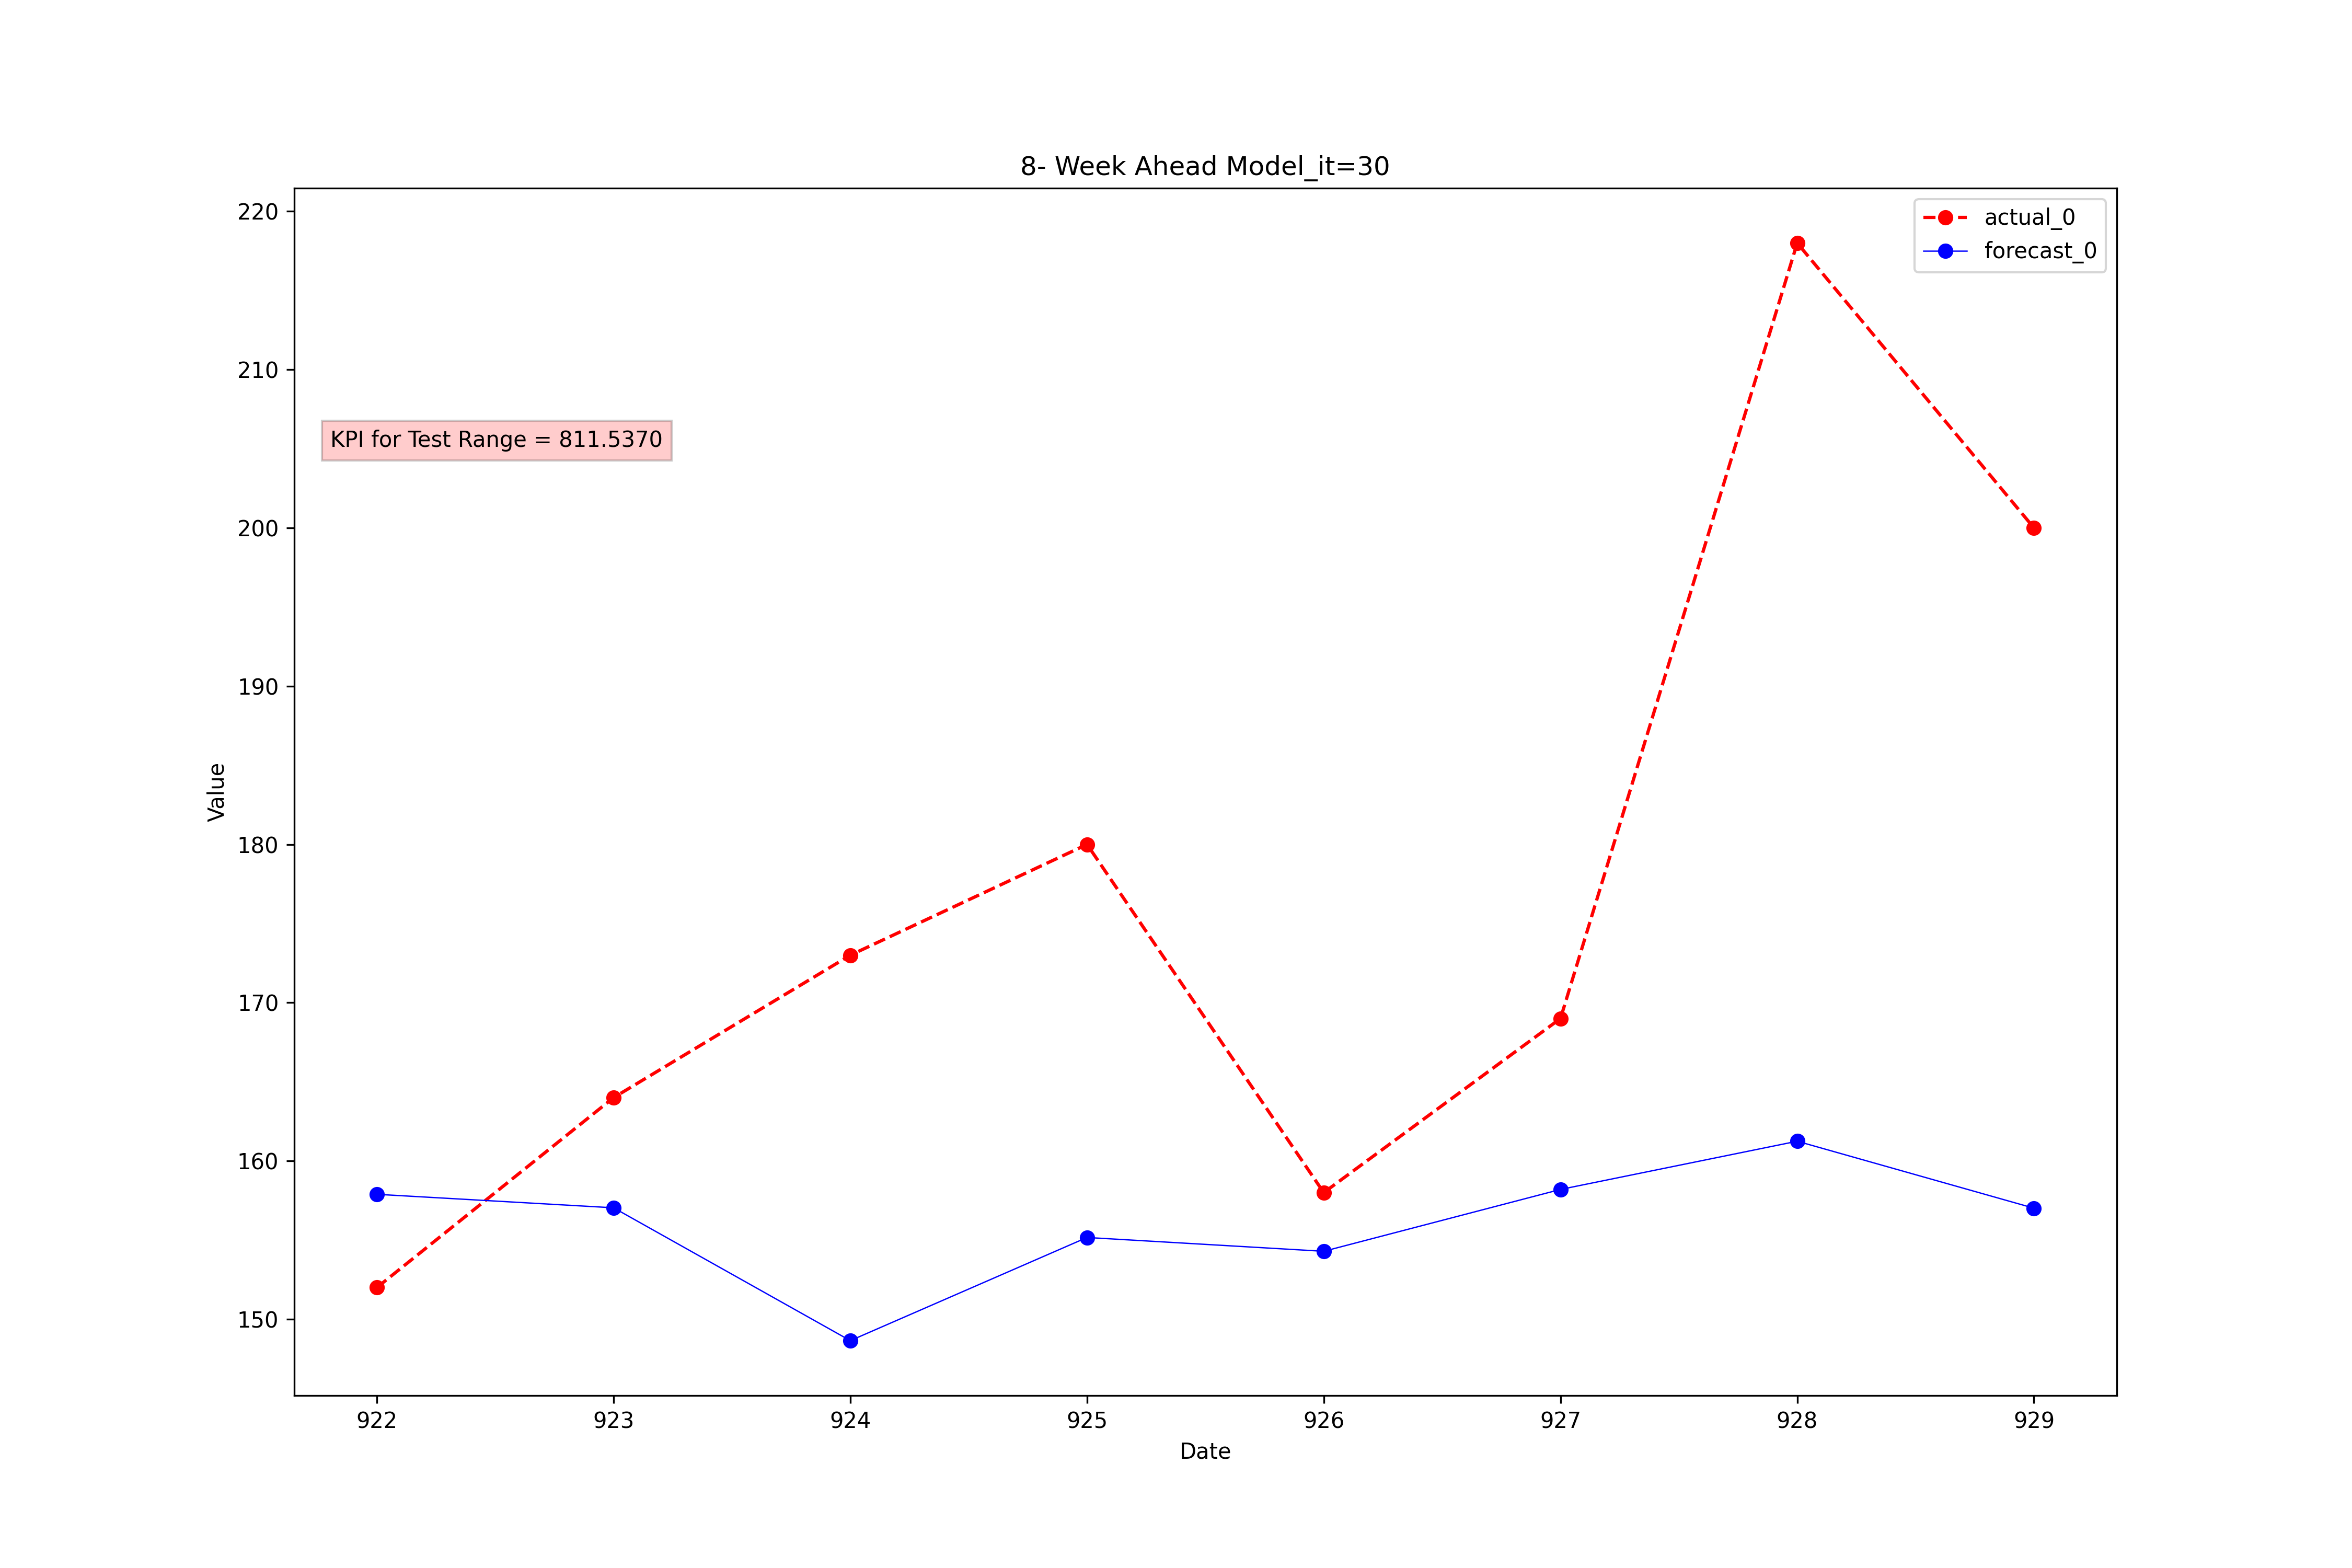 8- Week Ahead Model_it=30
actual_0
forecast_0
KPI for Test Range = 811.5370
220
210
200
190
180
170
160
150
Value
922 923 924 925 926 927 928 929
Date